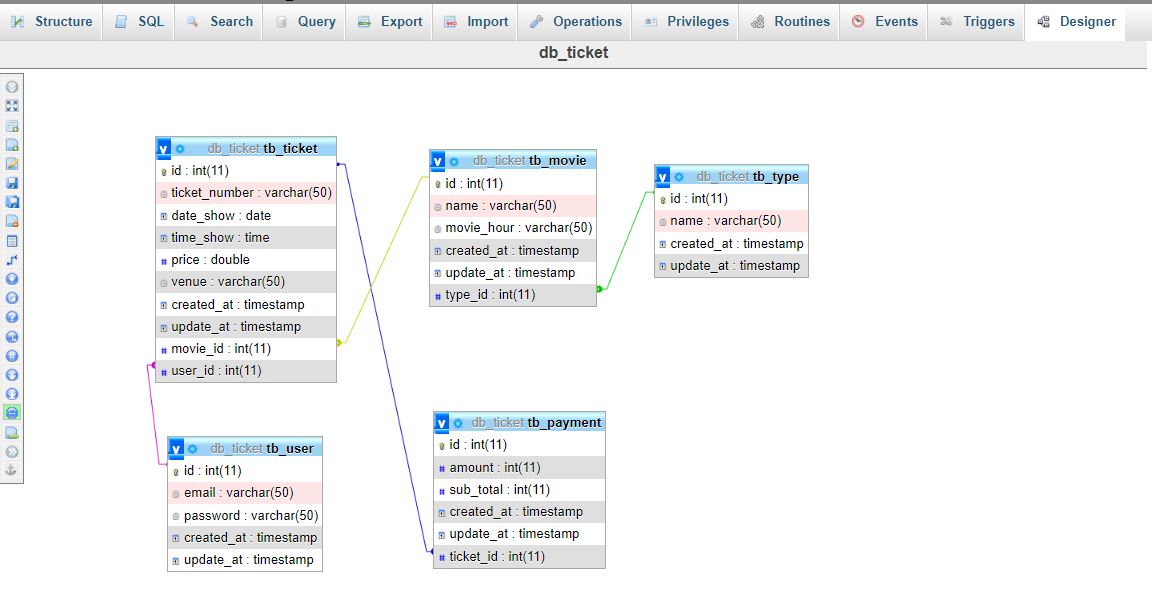 Structure SQL Search Query Export Import Operations Privileges Routines Events Triggers Designer
db_ticket
db_ticket tb_ticket
id : int(11)
ticket_number : varchar(50)
date_show : date
time_show : time
price : double
venue : varchar(50)
created_at : timestamp
update_at : timestamp
movie_id : int(11)
user_id : int(11)
db_ticket tb_movie
id : int(11)
name : varchar(50)
movie_hour : varchar(50)
created_at : timestamp
update_at : timestamp
type_id : int(11)
db_ticket tb_type
id : int(11)
name : varchar(50)
created_at : timestamp
update_at : timestamp
db_ticket tb_user
id : int(11)
email : varchar(50)
password : varchar(50)
created_at : timestamp
update_at : timestamp
db_ticket tb_payment
id : int(11)
amount : int(11)
sub_total : int(11)
created_at : timestamp
update_at : timestamp
ticket_id : int(11)